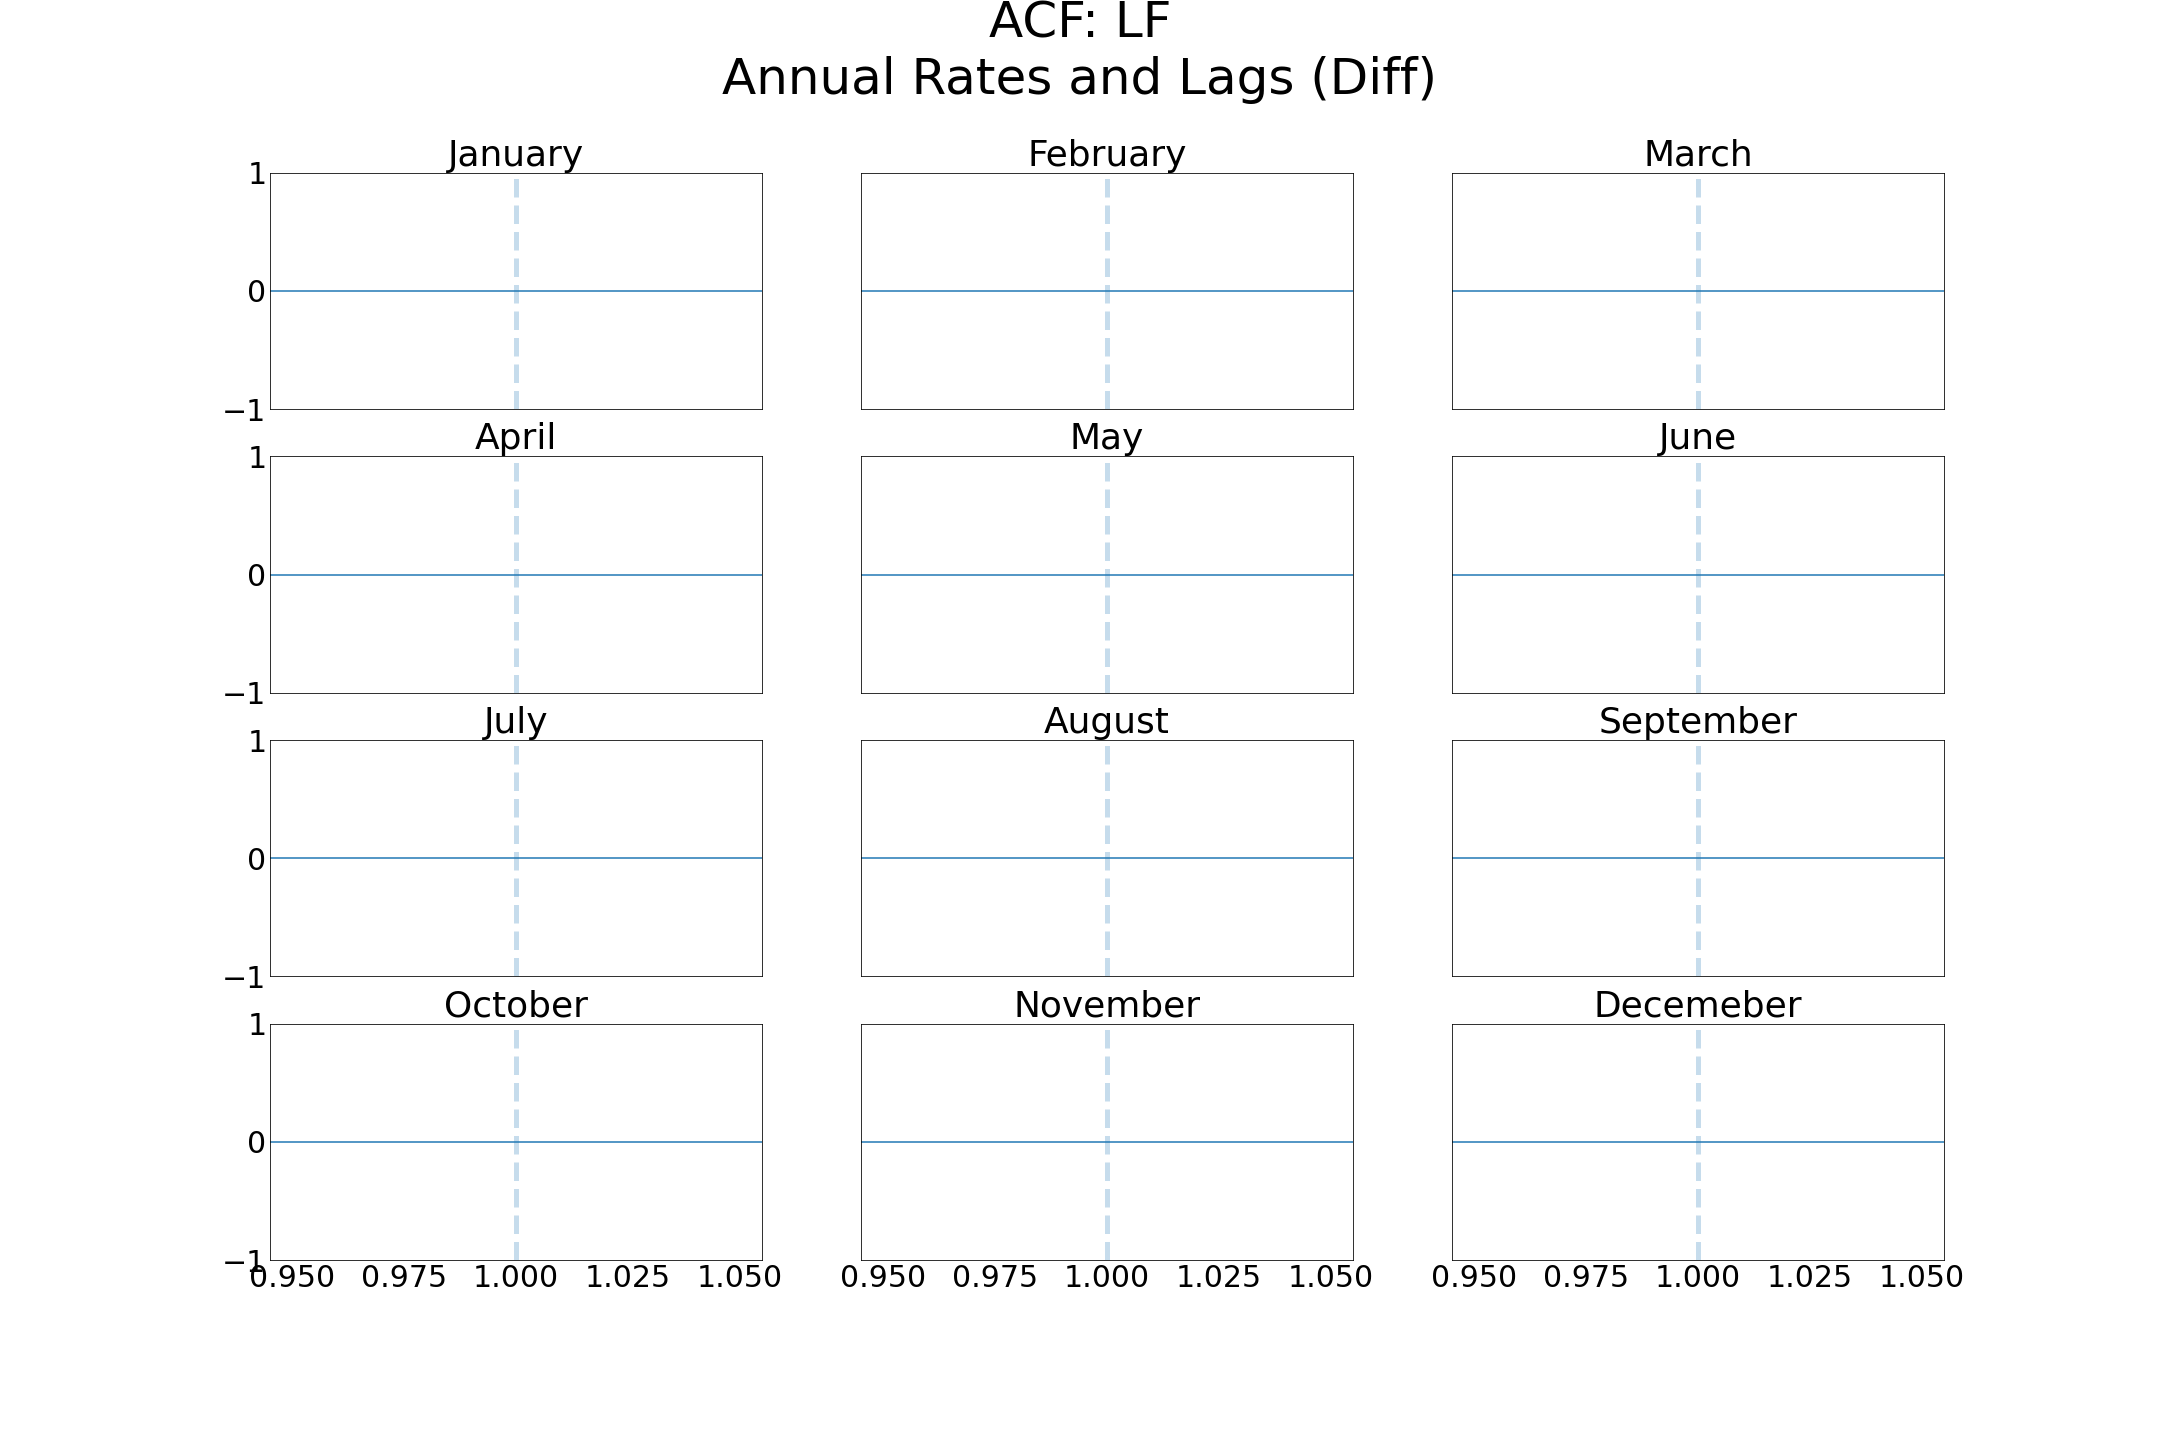 ACF: LF
Annual Rates and Lags (Diff)
January February March
1
0
−1
April May June
1
0
−1
July August September
1
0
−1
October November Decemeber
1
0
−1
0.950 0.975 1.000 1.025 1.050 0.950 0.975 1.000 1.025 1.050 0.950 0.975 1.000 1.025 1.050